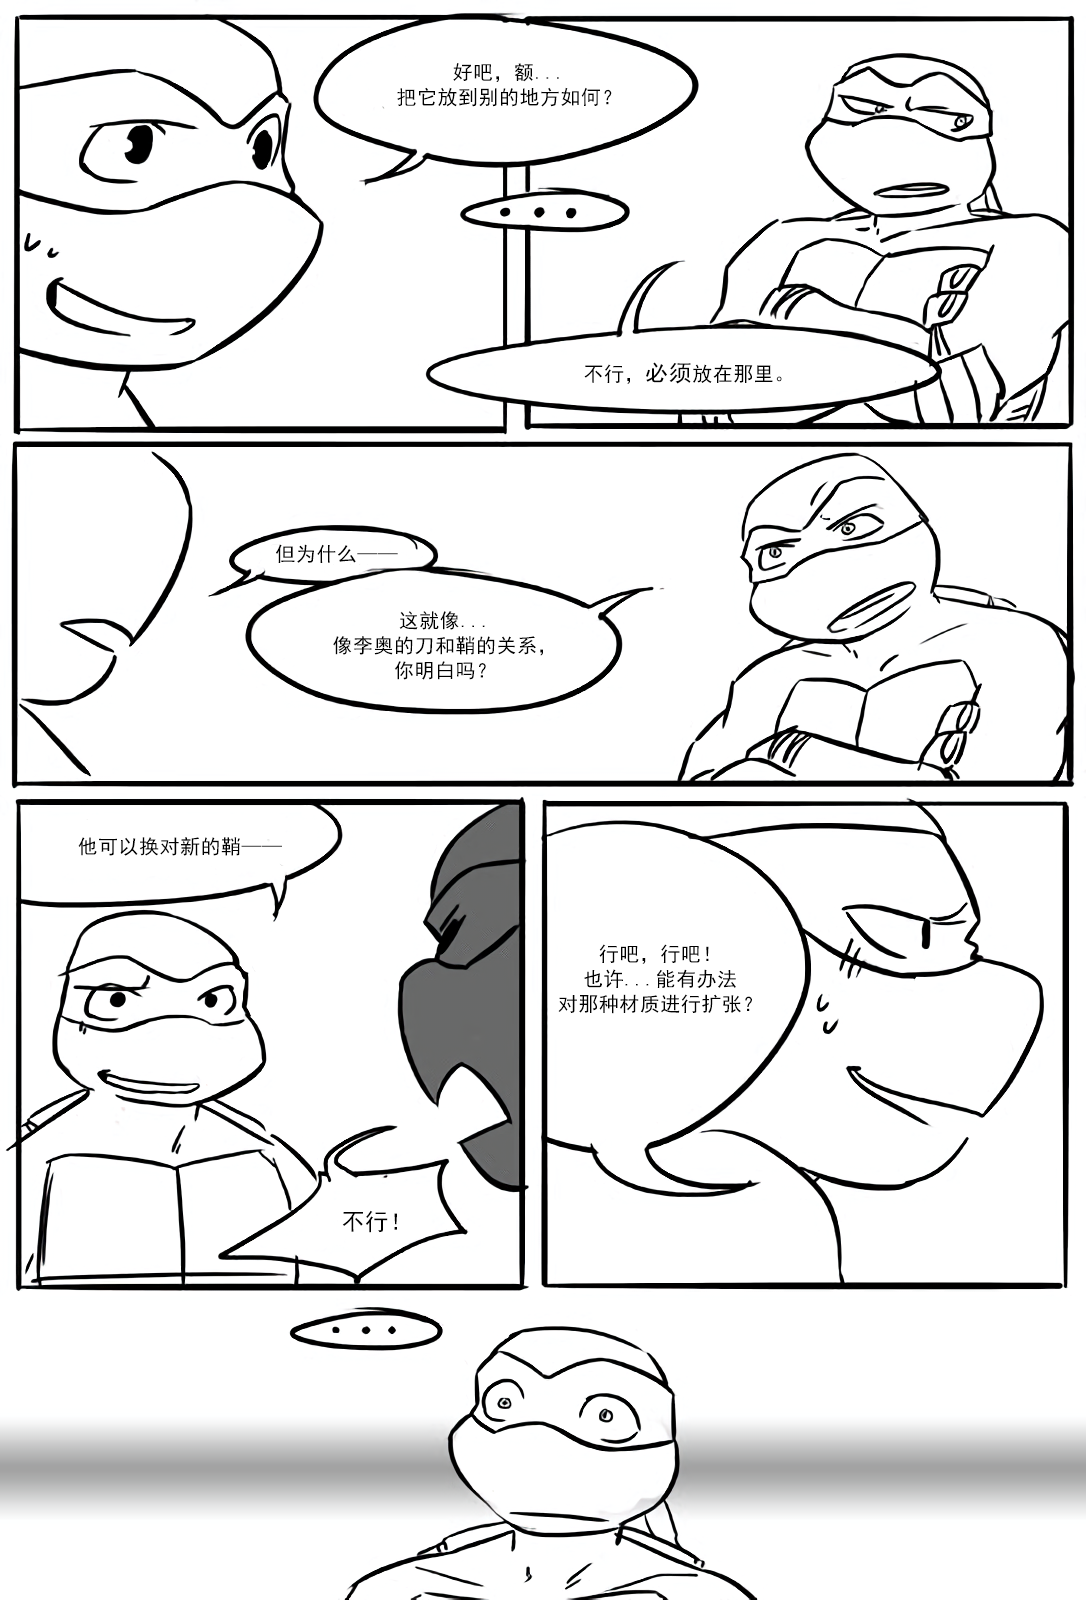 好吧，额...
把它放到别的地方如何？
...
不行，必须放在那里。
但为什么——
这就像...
像李奥的刀和鞘的关系，
你明白吗？
他可以换对新的鞘——
不行！
行吧，行吧！
也许...能有办法
对那种材质进行扩张？
...